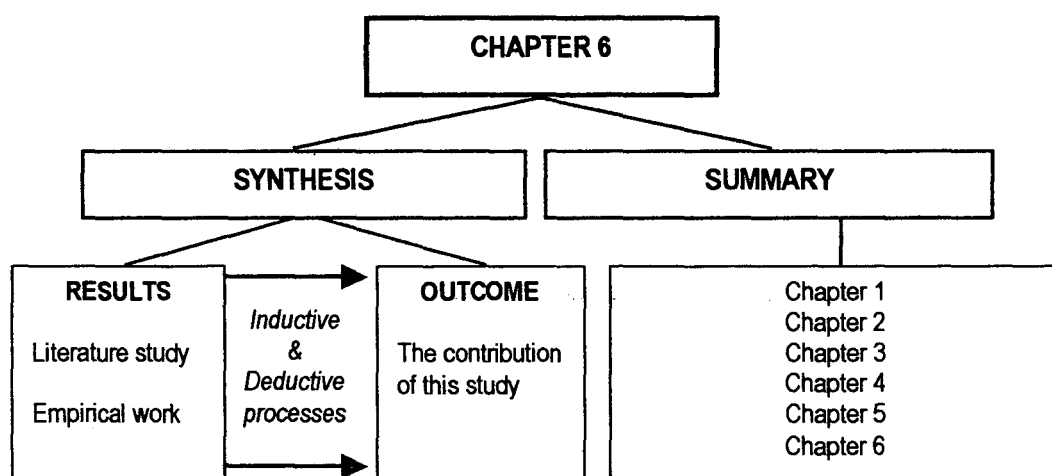 CHAPTER 6
SYNTHESIS
SUMMARY
RESULTS
Literature study
Empirical work
Inductive
&
Deductive
processes
OUTCOME
The contribution
of this study
Chapter 1
Chapter 2
Chapter 3
Chapter 4
Chapter 5
Chapter 6